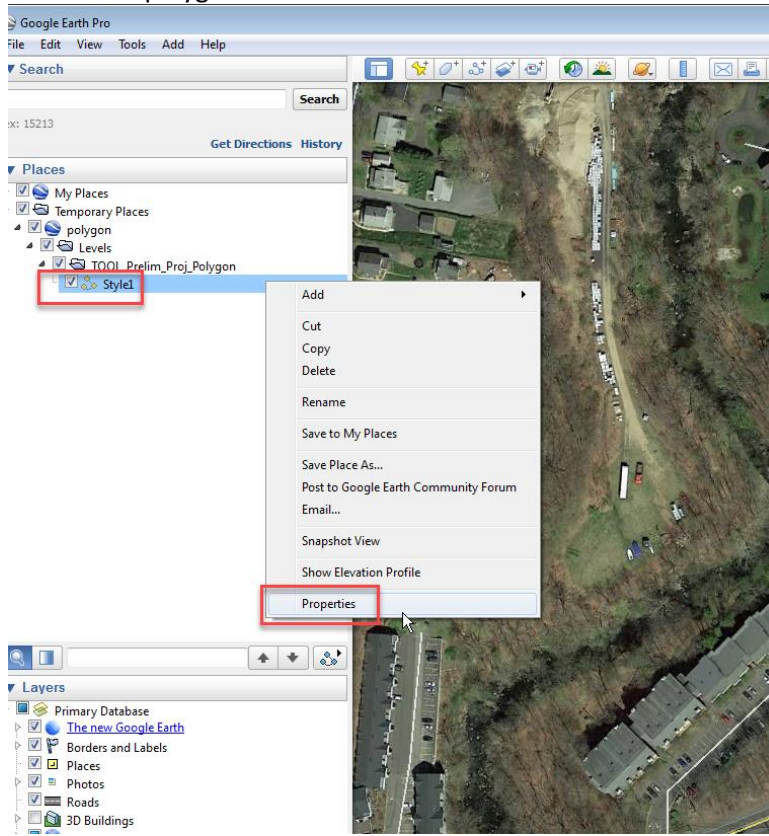 Google Earth Pro
File Edit View Tools Add Help
Search
Search
ex: 15213
Get Directions History
Places
My Places
Temporary Places
polygon
Levels
TOOL_Prelim_Proj_Polygon
Style1
Add
Cut
Copy
Delete
Rename
Save to My Places
Save Place As...
Post to Google Earth Community Forum
Email...
Snapshot View
Show Elevation Profile
Properties
Layers
Primary Database
The new Google Earth
Borders and Labels
Places
Photos
Roads
3D Buildings